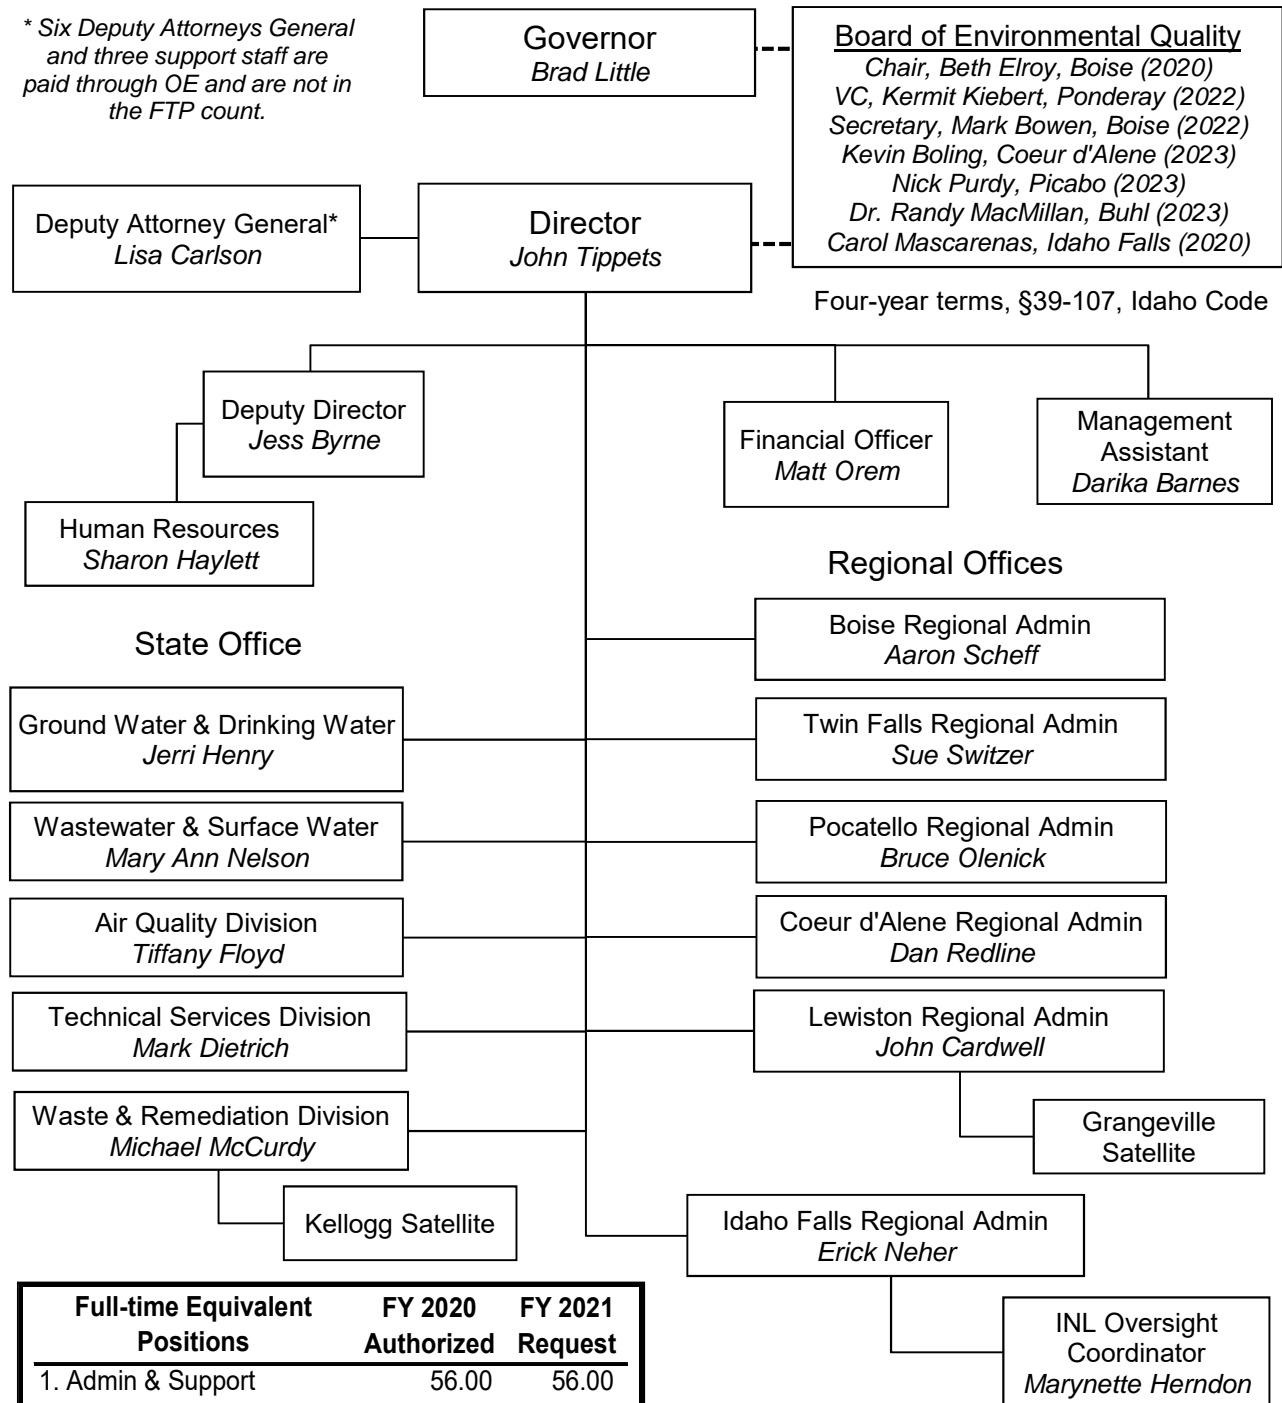 * Six Deputy Attorneys General
and three support staff are
paid through OE and are not in
the FTP count.
Governor
Brad Little
Board of Environmental Quality
Chair, Beth Elroy, Boise (2020)
VC, Kermit Kiebert, Ponderay (2022)
Secretary, Mark Bowen, Boise (2022)
Kevin Boling, Coeur d'Alene (2023)
Nick Purdy, Picabo (2023)
Dr. Randy MacMillan, Buhl (2023)
Carol Mascarenas, Idaho Falls (2020)
Deputy Attorney General*
Lisa Carlson
Director
John Tippets
Four-year terms, §39-107, Idaho Code
Deputy Director
Jess Byrne
Financial Officer
Matt Orem
Management
Assistant
Darika Barnes
Human Resources
Sharon Haylett
State Office
Ground Water & Drinking Water
Jerri Henry
Wastewater & Surface Water
Mary Ann Nelson
Air Quality Division
Tiffany Floyd
Technical Services Division
Mark Dietrich
Waste & Remediation Division
Michael McCurdy
Kellogg Satellite
Regional Offices
Boise Regional Admin
Aaron Scheff
Twin Falls Regional Admin
Sue Switzer
Pocatello Regional Admin
Bruce Olenick
Coeur d'Alene Regional Admin
Dan Redline
Lewiston Regional Admin
John Cardwell
Grangeville
Satellite
Idaho Falls Regional Admin
Erick Neher
INL Oversight
Coordinator
Marynette Herndon
Full-time Equivalent FY 2020 FY 2021
Positions Authorized Request
1. Admin & Support 56.00 56.00